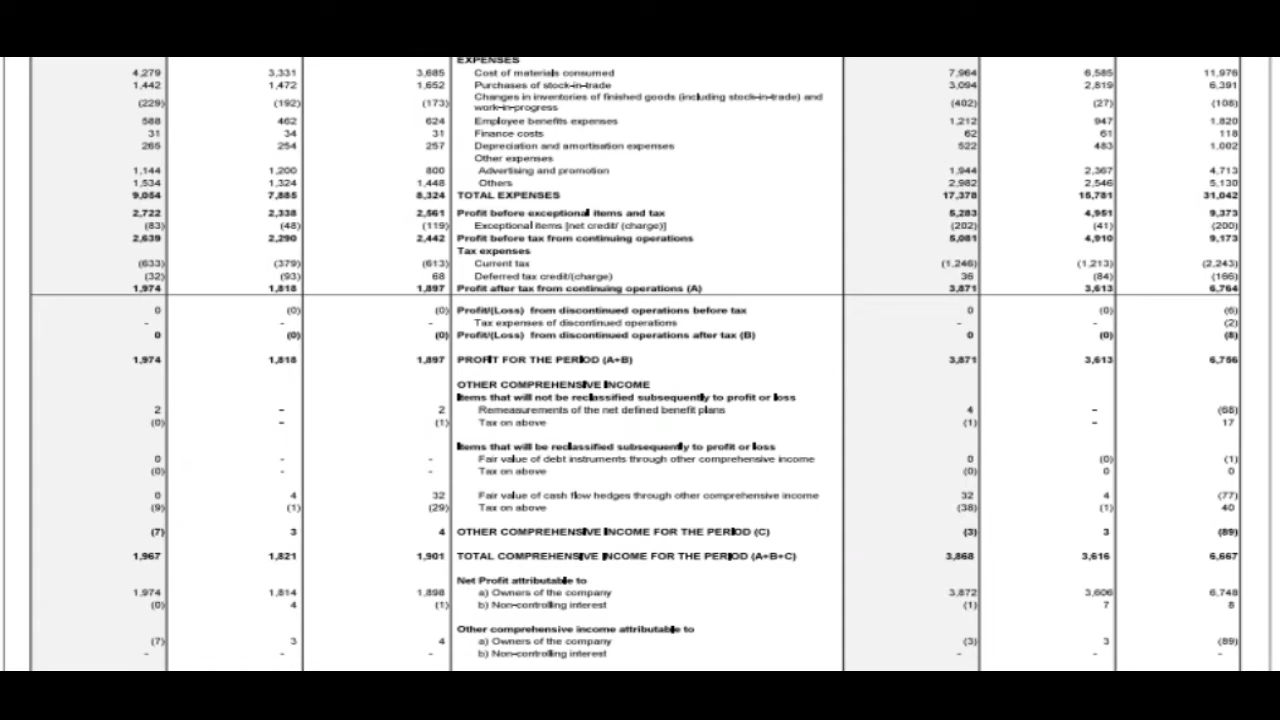 EXPENSES
4,279 3,331 3,685 Cost of materials consumed 7,964 6,585 11,976
1,442 1,472 1,652 Purchases of stock-in-trade 3,094 2,819 6,391
Changes in inventories of finished goods (including stock-in-trade) and
(229) (192) (173) work-in-progress (402) (27) (108)
588 462 624 Employee benefits expenses 1,212 947 1,820
31 34 31 Finance costs 62 61 118
265 254 257 Depreciation and amortisation expenses 522 483 1,002
Other expenses
1,144 1,200 800 Advertising and promotion 1,944 2,367 4,713
1,534 1,324 1,448 Others 2,982 2,546 5,130
9,054 7,885 8,324 TOTAL EXPENSES 17,378 15,781 31,042
2,722 2,338 2,561 Profit before exceptional items and tax 5,283 4,951 9,373
(83) (48) (119) Exceptional items [net credit/ (charge)] (202) (41) (200)
2,639 2,290 2,442 Profit before tax from continuing operations 5,081 4,910 9,173
Tax expenses
(633) (379) (613) Current tax (1,246) (1,213) (2,243)
(32) (93) 68 Deferred tax credit/(charge) 36 (84) (166)
1,974 1,818 1,897 Profit after tax from continuing operations (A) 3,871 3,613 6,764
0 (0) (0) Profit/(Loss) from discontinued operations before tax 0 (0) (6)
- - - Tax expenses of discontinued operations - - (2)
0 (0) (0) Profit/(Loss) from discontinued operations after tax (B) 0 (0) (8)
1,974 1,818 1,897 PROFIT FOR THE PERIOD (A+B) 3,871 3,613 6,756
OTHER COMPREHENSIVE INCOME
Items that will not be reclassified subsequently to profit or loss
2 - 2 Remeasurements of the net defined benefit plans 4 - (68)
(0) - (1) Tax on above (1) - 17
Items that will be reclassified subsequently to profit or loss
0 - - Fair value of debt instruments through other comprehensive income 0 (0) (1)
(0) - - Tax on above (0) 0 0
0 4 32 Fair value of cash flow hedges through other comprehensive income 32 4 (77)
(9) (1) (29) Tax on above (38) (1) 40
(7) 3 4 OTHER COMPREHENSIVE INCOME FOR THE PERIOD (C) (3) 3 (89)
1,967 1,821 1,901 TOTAL COMPREHENSIVE INCOME FOR THE PERIOD (A+B+C) 3,868 3,616 6,667
Net Profit attributable to
1,974 1,814 1,898 a) Owners of the company 3,872 3,606 6,748
(0) 4 (1) b) Non-controlling interest (1) 7 8
Other comprehensive income attributable to
(7) 3 4 a) Owners of the company (3) 3 (89)
- - - b) Non-controlling interest - - -